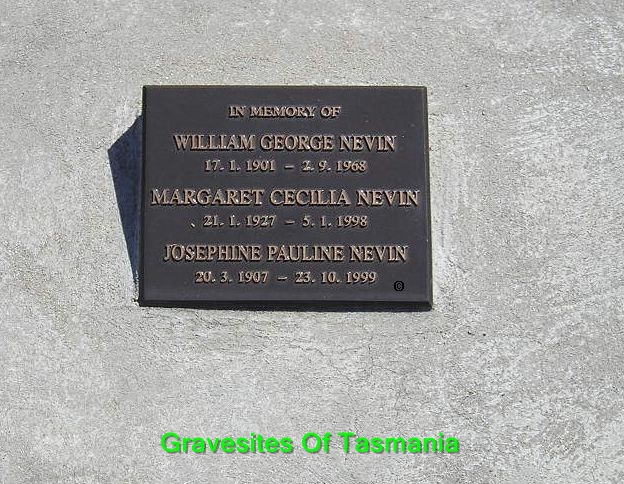 IN MEMORY OF
WILLIAM GEORGE NEVIN
17. 1. 1901 – 2. 9. 1968
MARGARET CECILIA NEVIN
21. 1. 1927 – 5. 1. 1998
JOSEPHINE PAULINE NEVIN
20. 3. 1907 – 23. 10. 1999
Gravesites Of Tasmania